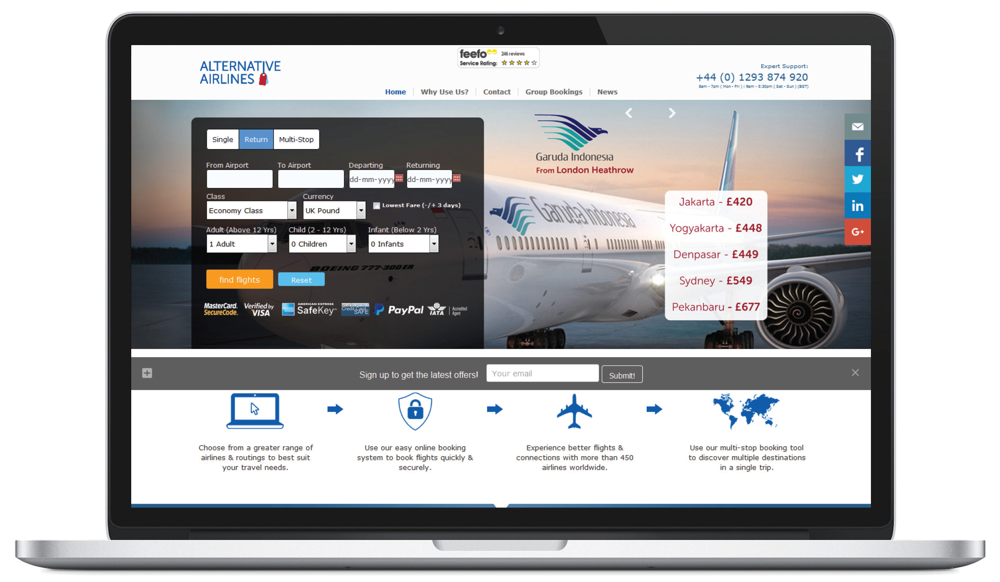 feefo 246 reviews
Service Rating:
ALTERNATIVE
AIRLINES
Expert Support:
+44 (0) 1293 874 920
8am - 7pm ( Mon - Fri ) | 9am - 5:30pm ( Sat - Sun ) (BST)
Home Why Use Us? Contact Group Bookings News
Single Return Multi-Stop
From Airport To Airport Departing Returning
dd-mm-yyyy dd-mm-yyyy
Class Currency
Economy Class UK Pound Lowest Fare (-/+ 3 days)
Adult (Above 12 Yrs) Child (2 - 12 Yrs) Infant (Below 2 Yrs)
1 Adult 0 Children 0 Infants
BOEING 777-300ER
find flights Reset
MasterCard. SecureCode.
Verified by VISA
AMERICAN EXPRESS SafeKey
securityMETRICS Credit Card SAFE
PayPal
IATA Accredited Agent
Garuda Indonesia
From London Heathrow
Garuda Indonesia
Jakarta - £420
Yogyakarta - £448
Denpasar - £449
Sydney - £549
Pekanbaru - £677
f
in
G+
Sign up to get the latest offers! Your email Submit!
Choose from a greater range of
airlines & routings to best suit
your travel needs.
Use our easy online booking
system to book flights quickly &
securely.
Experience better flights &
connections with more than 450
airlines worldwide.
Use our multi-stop booking tool
to discover multiple destinations
in a single trip.